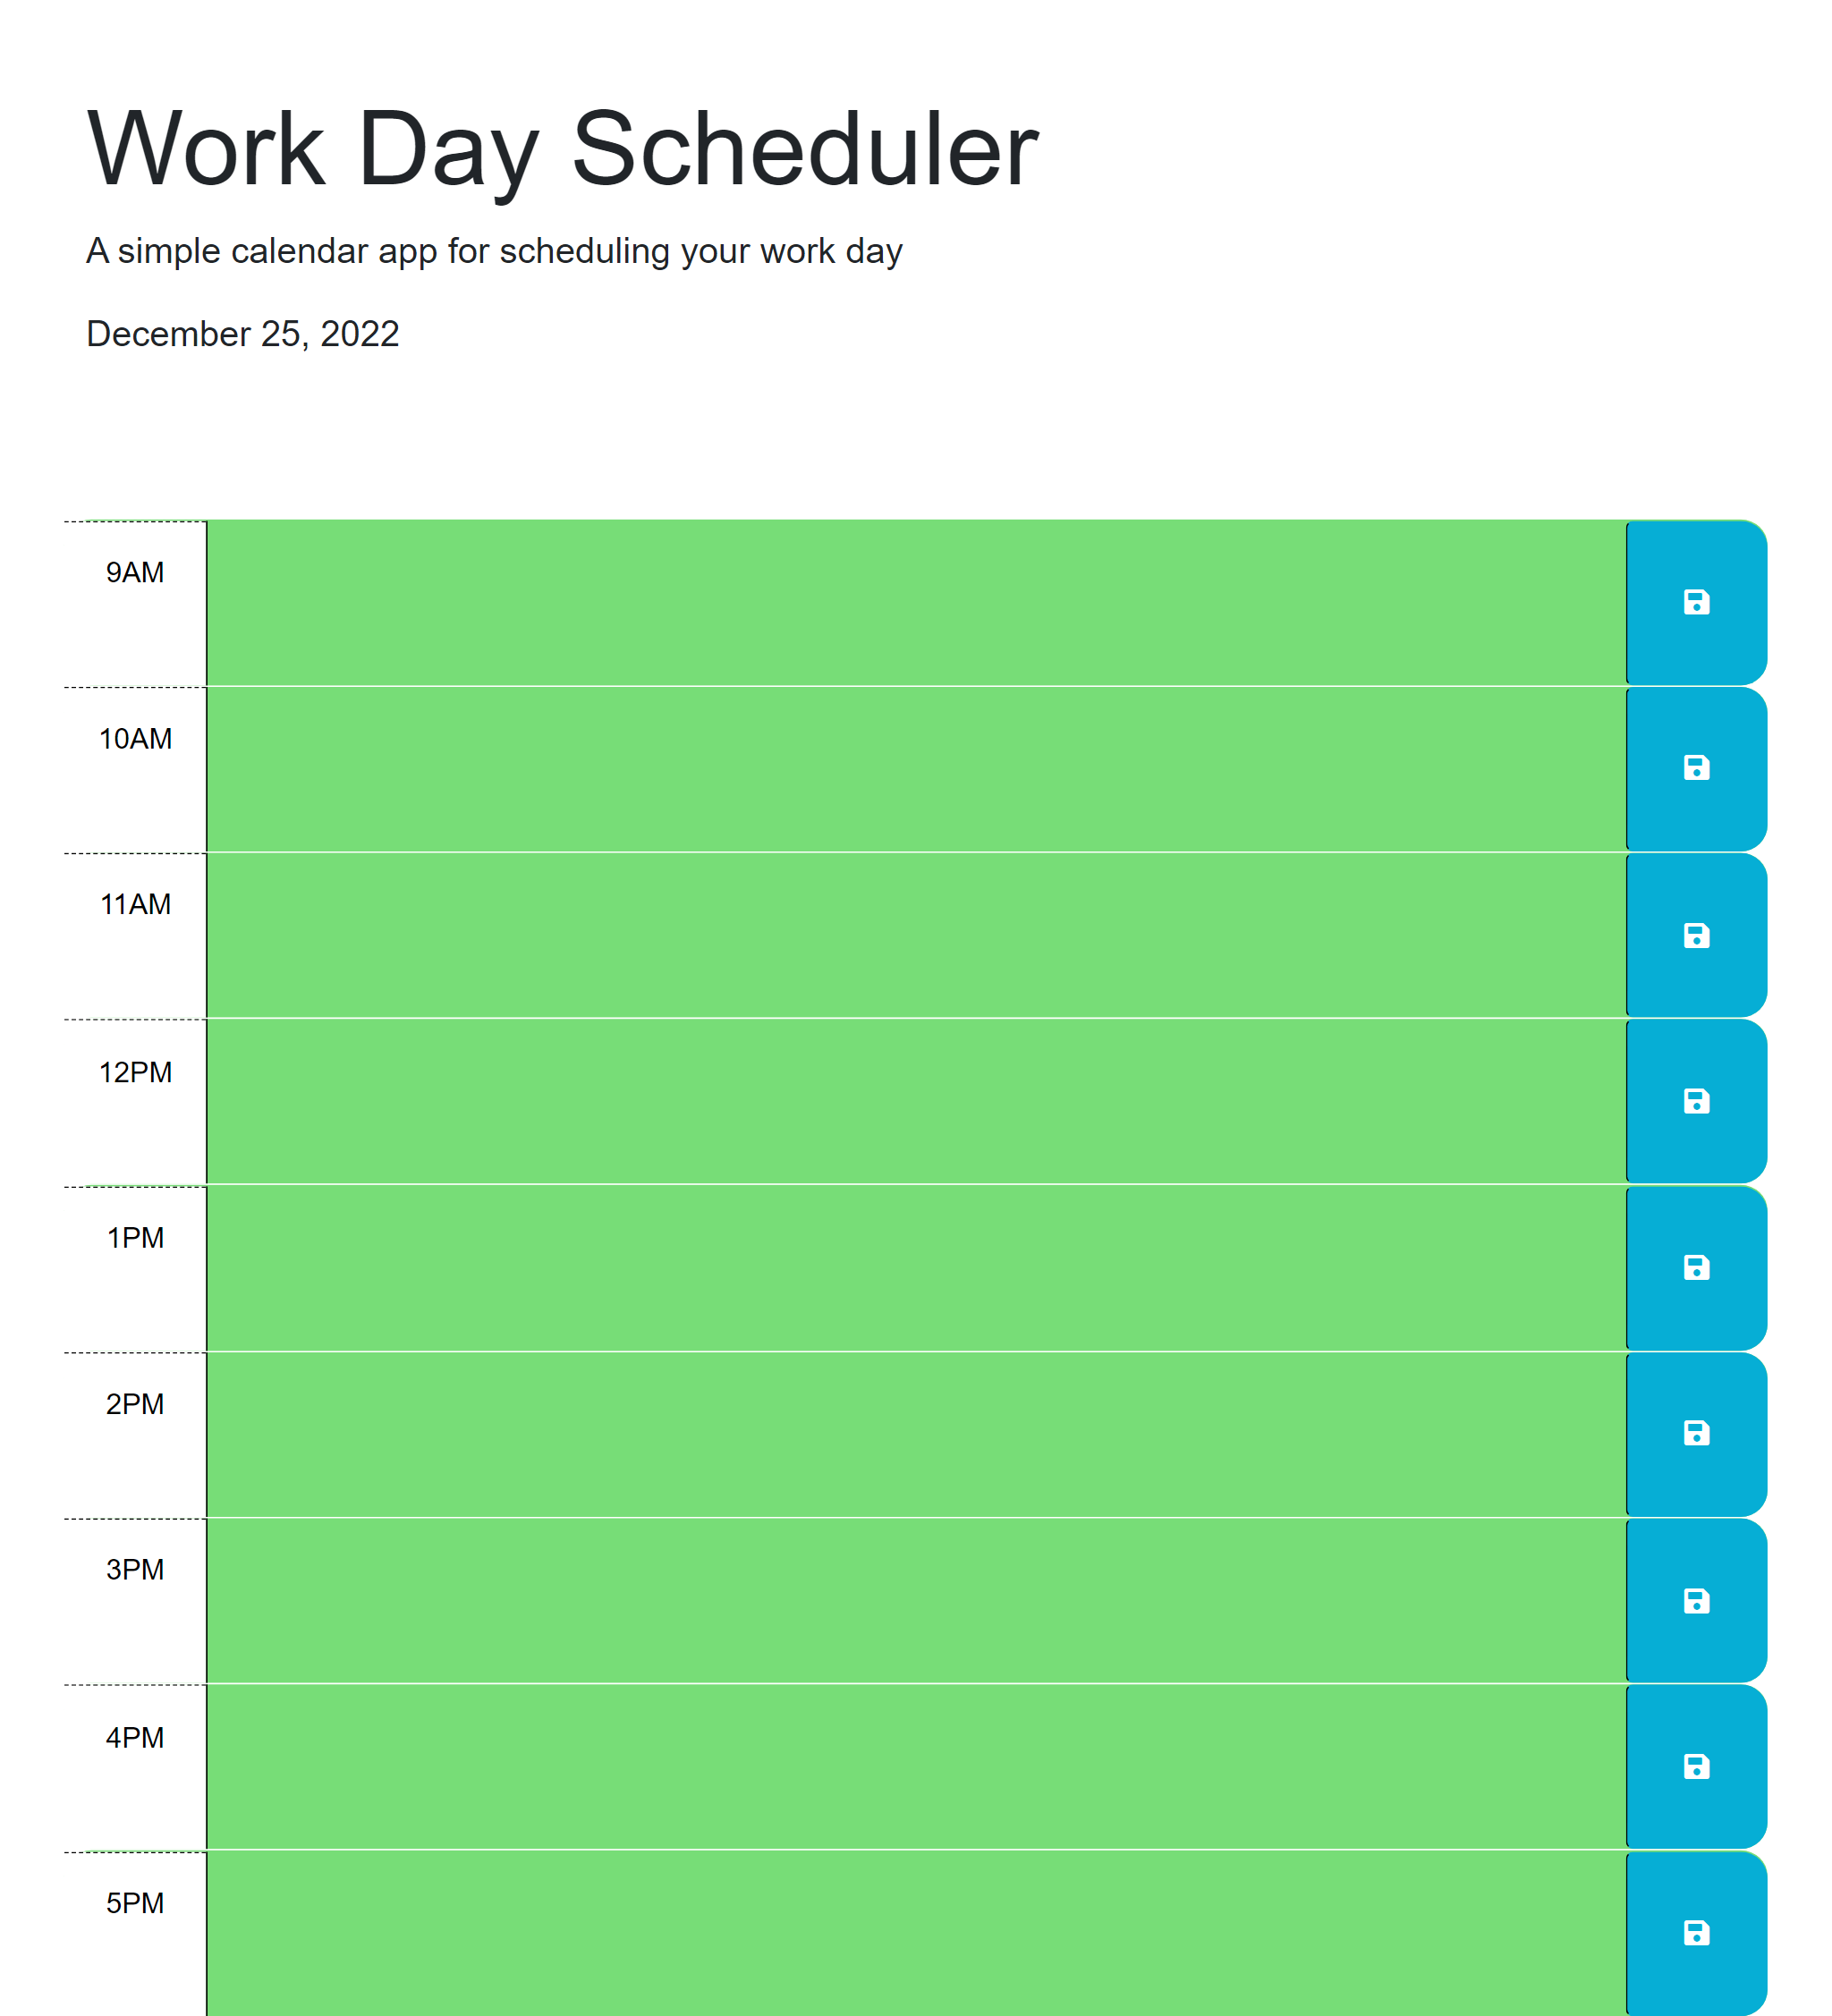 Work Day Scheduler
A simple calendar app for scheduling your work day
December 25, 2022
9AM
10AM
11AM
12PM
1PM
2PM
3PM
4PM
5PM